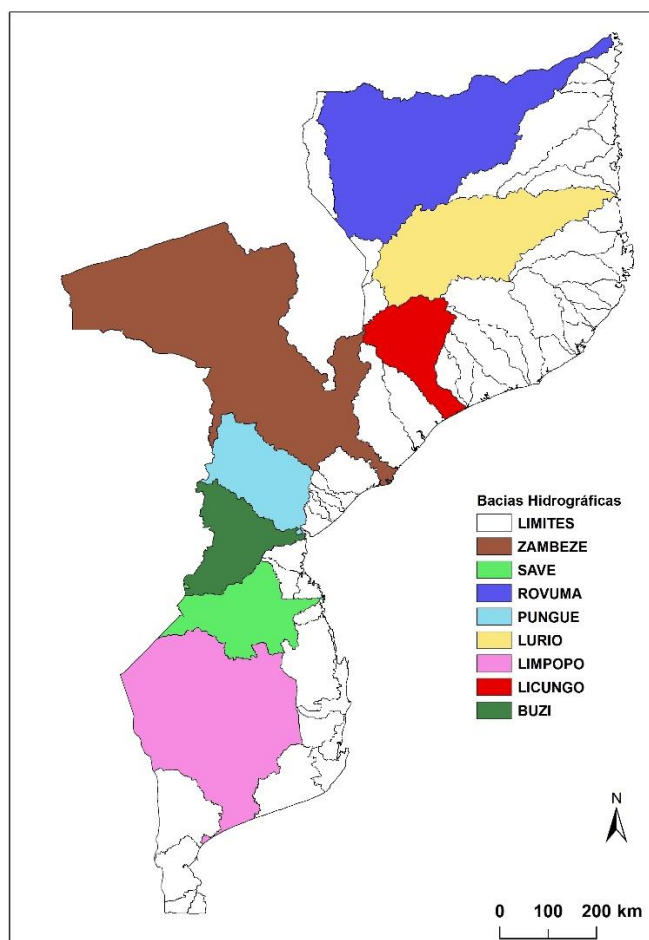 Bacias Hidrográficas
LIMITES
ZAMBEZE
SAVE
ROVUMA
PUNGUE
LURIO
LIMPOPO
LICUNGO
BUZI
N
0 100 200 km